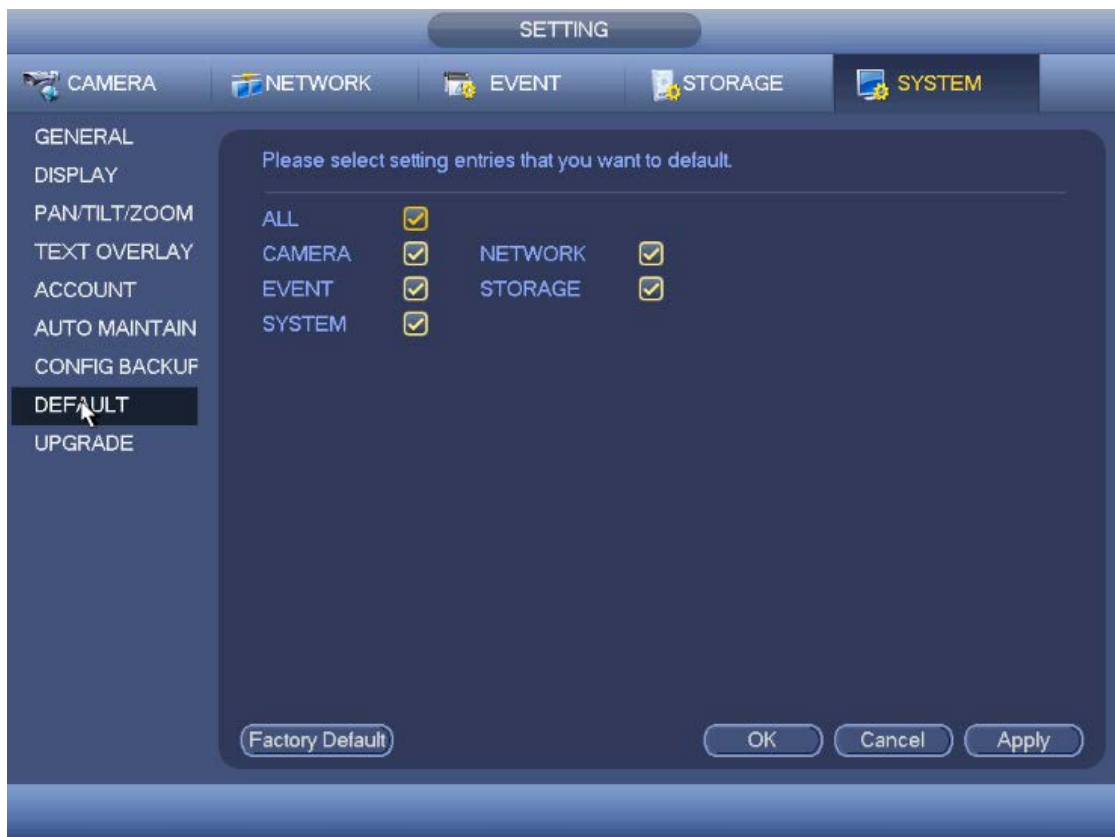 SETTING
CAMERA NETWORK EVENT STORAGE SYSTEM
GENERAL
DISPLAY
PAN/TILT/ZOOM
TEXT OVERLAY
ACCOUNT
AUTO MAINTAIN
CONFIG BACKUP
DEFAULT
UPGRADE
Please select setting entries that you want to default.
ALL
CAMERA NETWORK
EVENT STORAGE
SYSTEM
Factory Default OK Cancel Apply